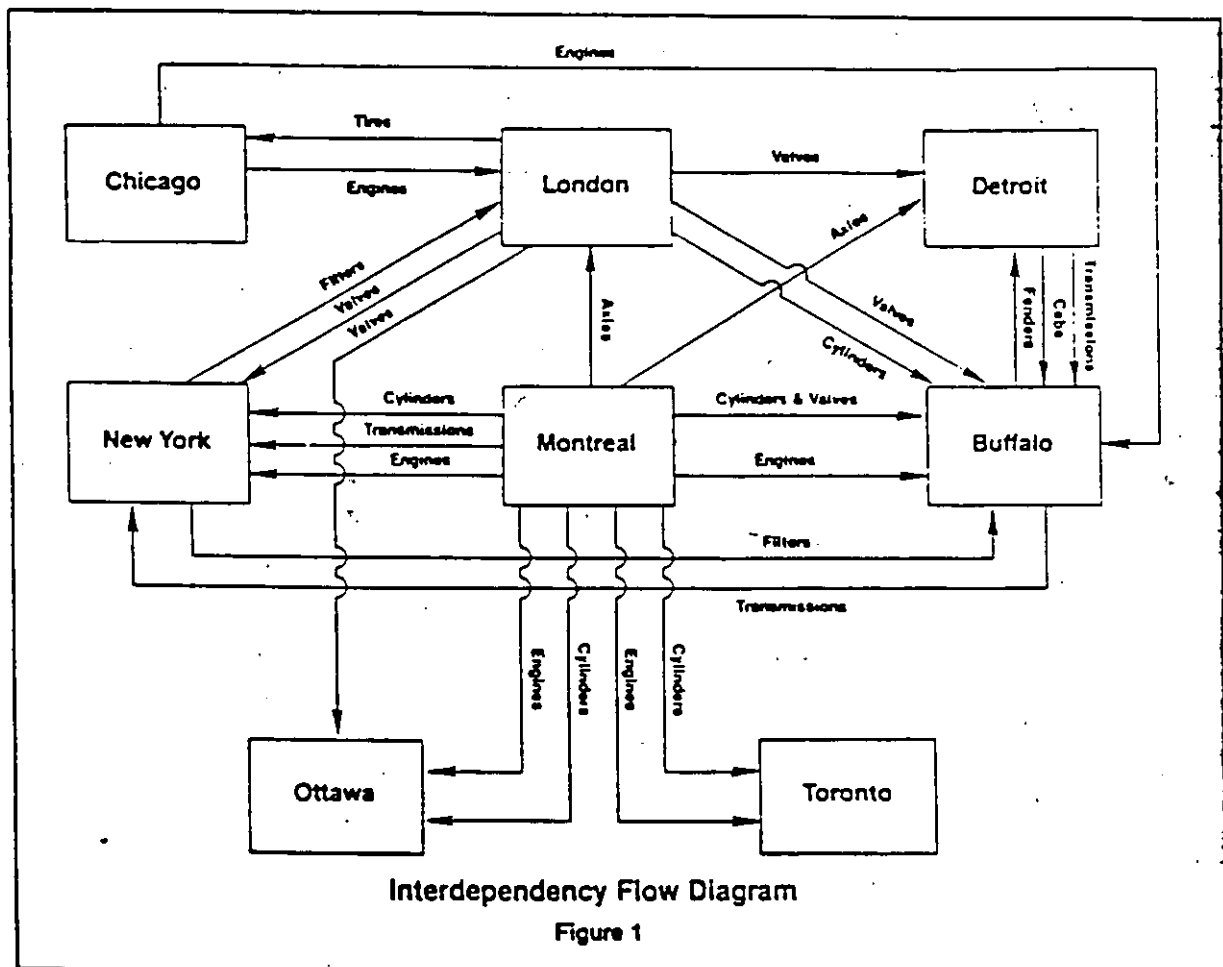 Engines
Tires
Chicago
London
Detroit
Valves
Engines
Axles
Filters
Valves
Valves
Axles
Valves
Cylinders
Fenders
Cabs
Transmissions
Cylinders
Cylinders & Valves
New York
Transmissions
Montreal
Buffalo
Engines
Engines
Filters
Transmissions
Engines
Cylinders
Engines
Cylinders
Ottawa
Toronto
Interdependency Flow Diagram
Figure 1